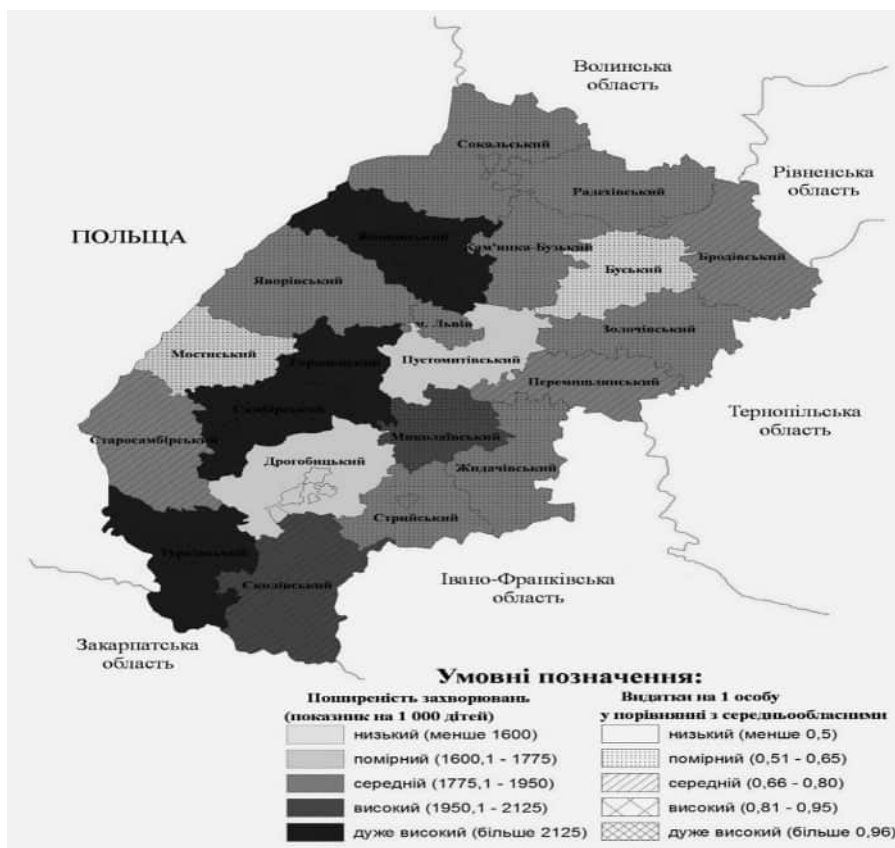 Волинська
область
Рівненська
область
ПОЛЬЩА
Сокальський
Радехівський
Жовківський
Кам'янка-Бузький
Буський
Бродівський
Яворівський
м. Львів
Золочівський
Мостиський
Городоцький
Пустомитівський
Перемишлянський
Самбірський
Тернопільська
область
Старосамбірський
Миколаївський
Дрогобицький
Жидачівський
Стрийський
Турківський
Сколівський
Івано-Франківська
область
Закарпатська
область
Умовні позначення:
Поширеність захворювань
(показник на 1 000 дітей)
низький (менше 1600)
помірний (1600,1 - 1775)
середній (1775,1 - 1950)
високий (1950,1 - 2125)
дуже високий (більше 2125)
Видатки на 1 особу
у порівнянні з середньообласними
низький (менше 0,5)
помірний (0,51 - 0,65)
середній (0,66 - 0,80)
високий (0,81 - 0,95)
дуже високий (більше 0,96)